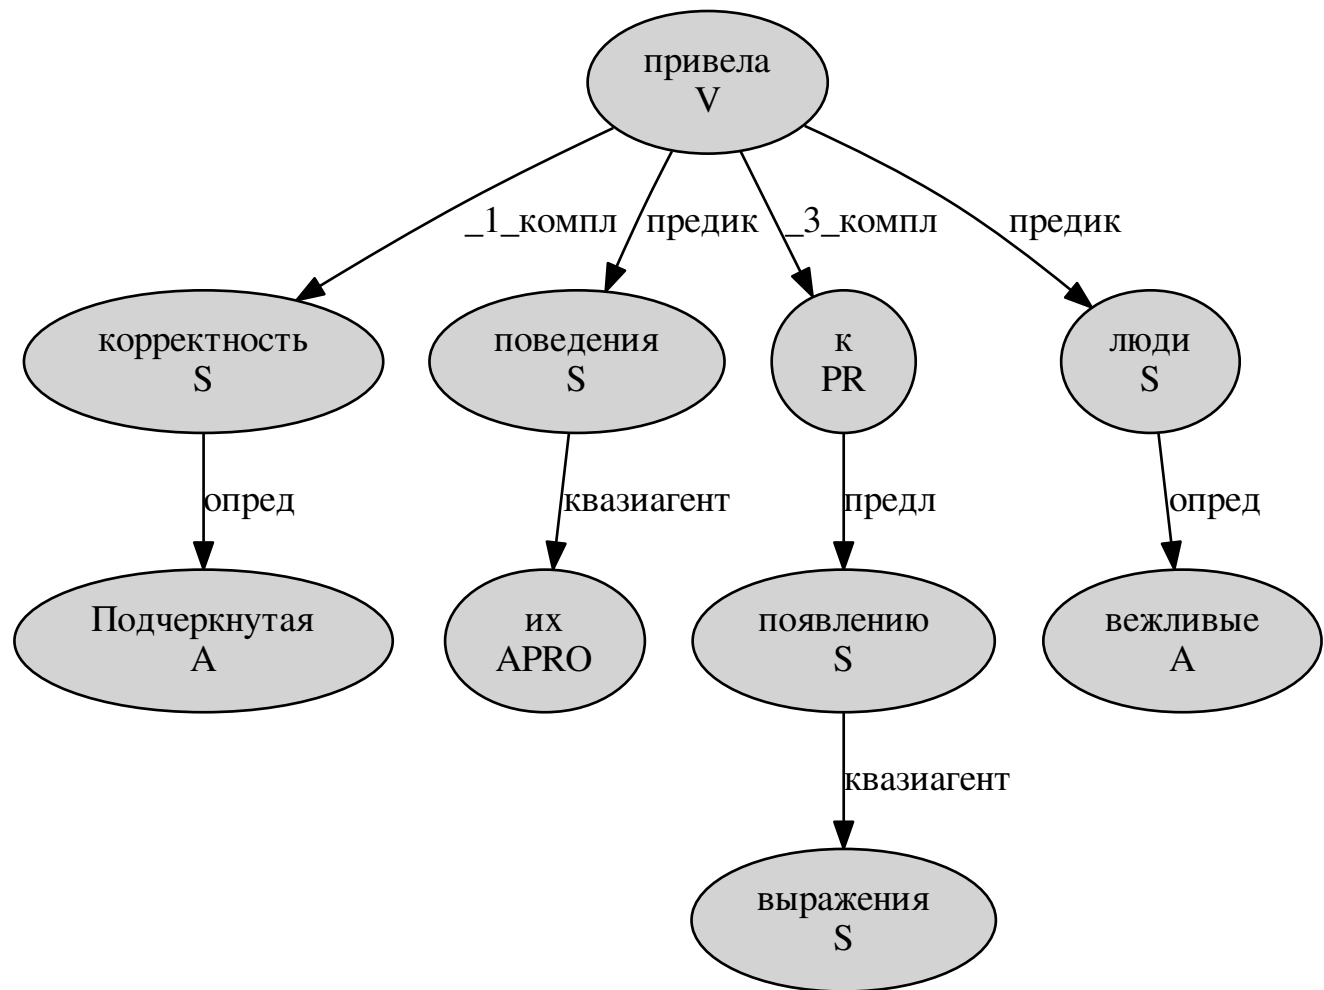 привела
V
_1_компл
предик
_3_компл
предик
корректность
S
поведения
S
к
PR
люди
S
опред
квазиагент
предл
опред
Подчеркнутая
A
их
APRO
появлению
S
вежливые
A
квазиагент
выражения
S